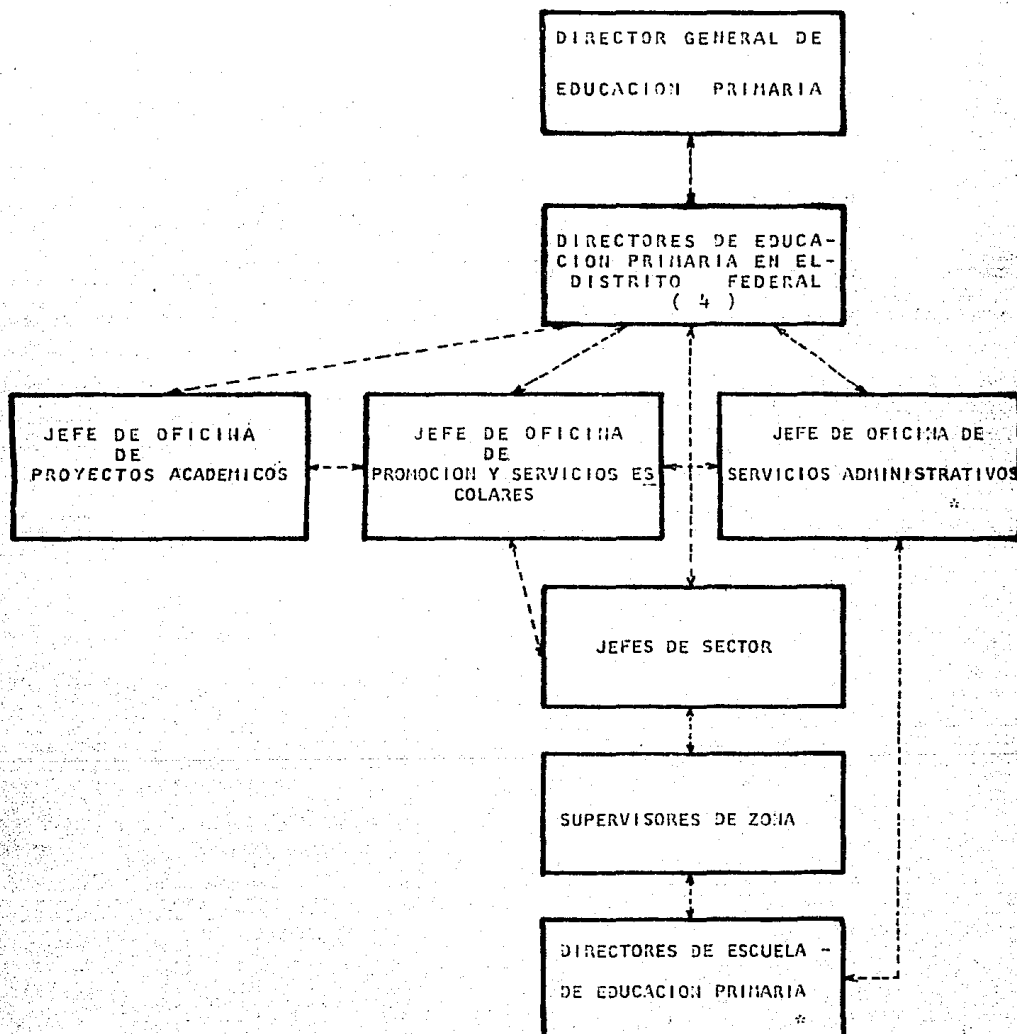 DIRECTOR GENERAL DE
EDUCACION PRIMARIA
DIRECTORES DE EDUCA-
CION PRIMARIA EN EL-
DISTRITO FEDERAL
( 4 )
JEFE DE OFICINA
DE
PROYECTOS ACADEMICOS
JEFE DE OFICINA
DE
PROMOCION Y SERVICIOS ES
COLARES
JEFE DE OFICINA DE
SERVICIOS ADMINISTRATIVOS
*
JEFES DE SECTOR
SUPERVISORES DE ZONA
DIRECTORES DE ESCUELA -
DE EDUCACION PRIMARIA
*